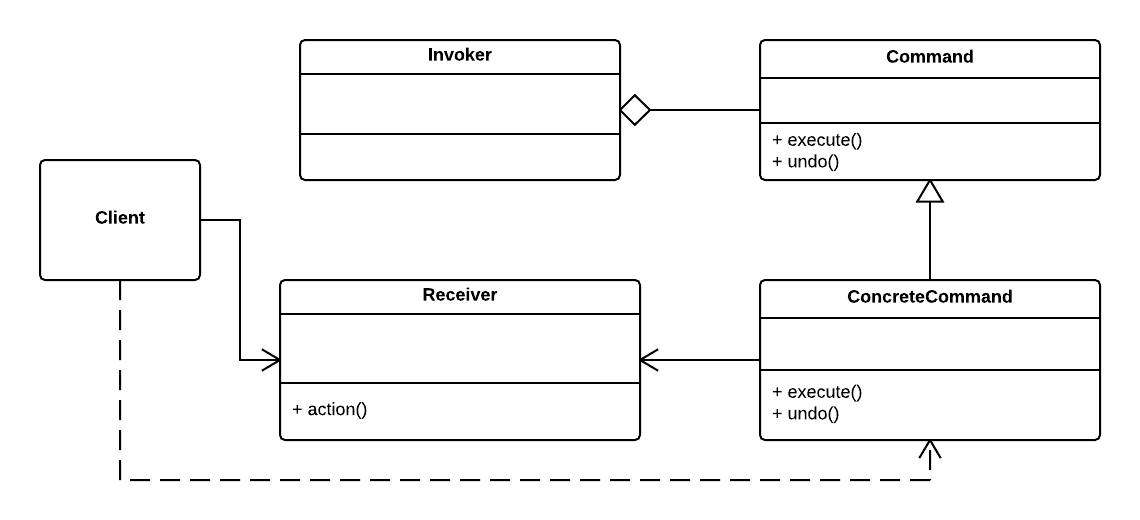 Invoker
Command
+ execute()
+ undo()
Client
Receiver
+ action()
ConcreteCommand
+ execute()
+ undo()